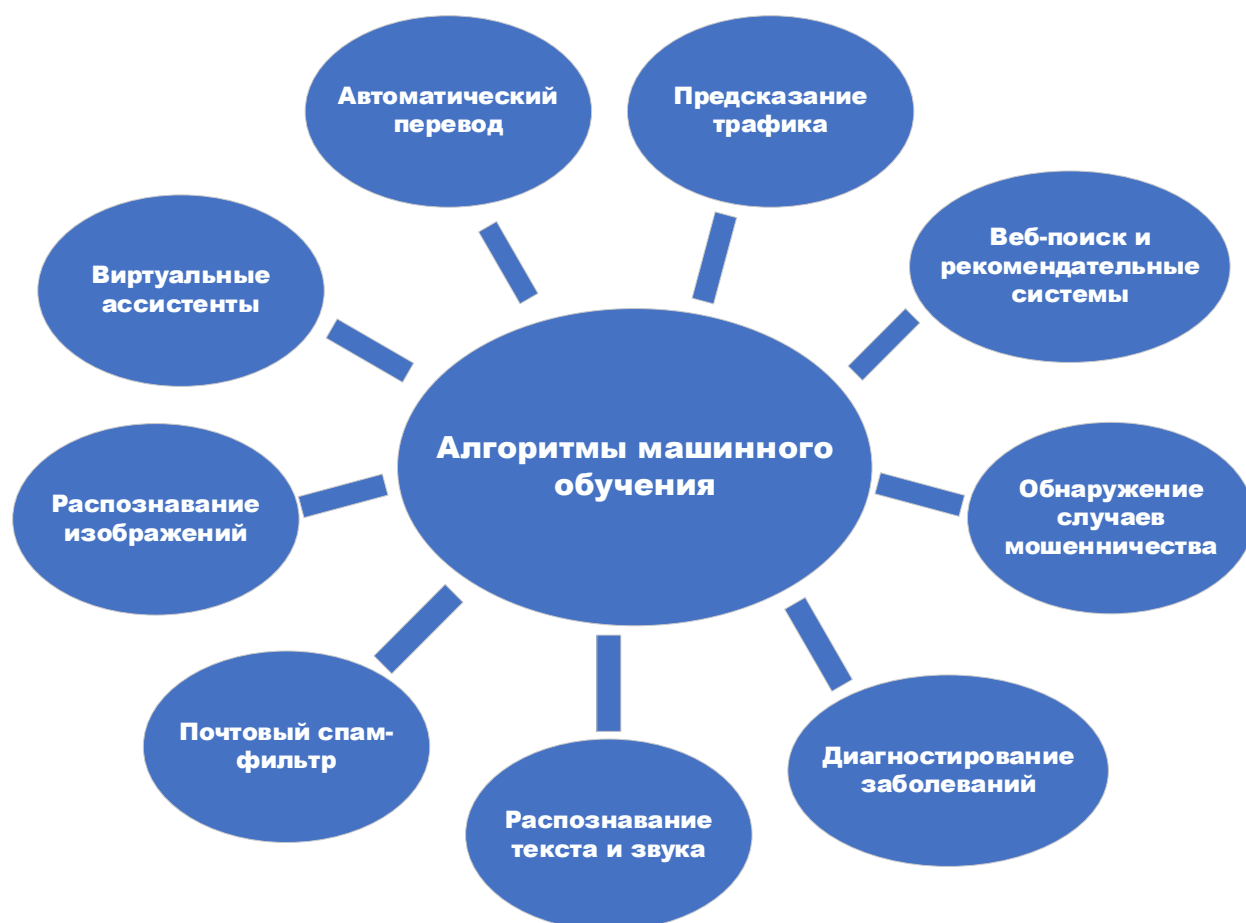 Автоматический
перевод
Предсказание
трафика
Веб-поиск и
рекомендательные
системы
Виртуальные
ассистенты
Алгоритмы машинного
обучения
Распознавание
изображений
Обнаружение
случаев
мошенничества
Почтовый спам-
фильтр
Диагностирование
заболеваний
Распознавание
текста и звука